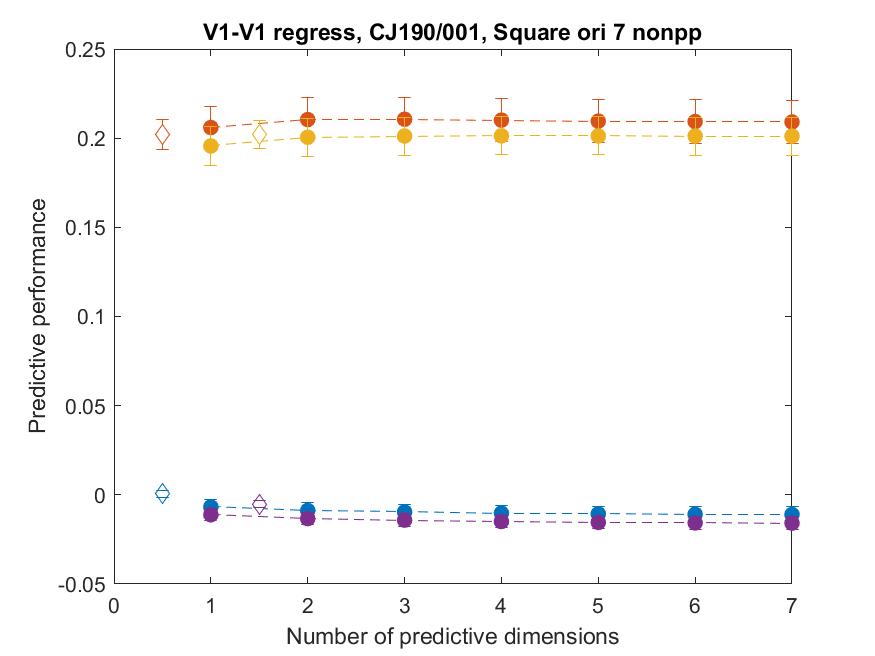 V1-V1 regress, CJ190/001, Square ori 7 nonpp
0.25
0.2
0.15
0.1
0.05
0
-0.05
Predictive performance
0 1 2 3 4 5 6 7
Number of predictive dimensions